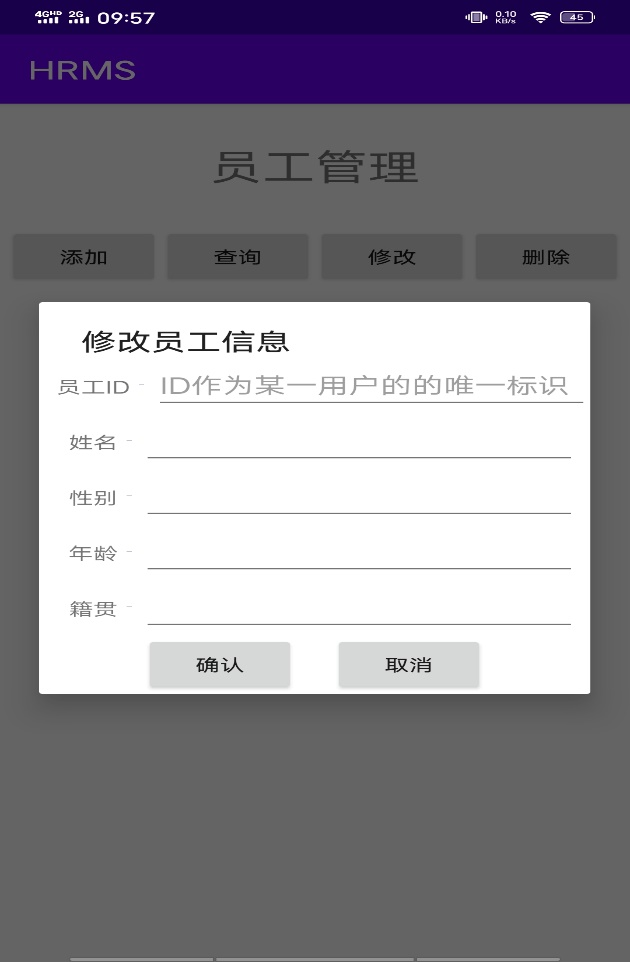 4GHD 2G 09:57 0.10 KB/s 45
HRMS
员工管理
添加 查询 修改 删除
修改员工信息
员工ID - ID作为某一用户的的唯一标识
姓名 -
性别 -
年龄 -
籍贯 -
确认 取消